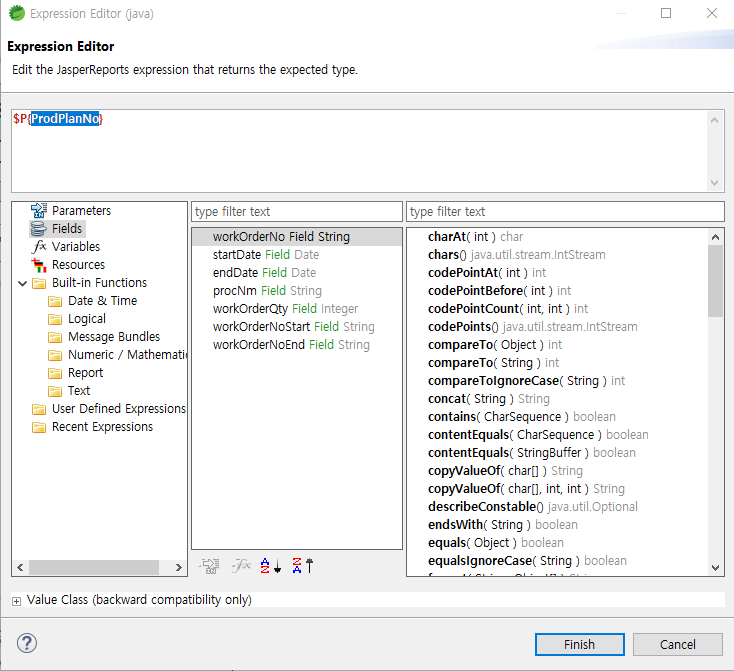 Expression Editor (java)
Expression Editor
Edit the JasperReports expression that returns the expected type.
$P{ProdPlanNo}
Parameters
Fields
Variables
Resources
Built-in Functions
Date & Time
Logical
Message Bundles
Numeric / Mathemati
Report
Text
User Defined Expressions
Recent Expressions
type filter text
workOrderNo Field String
startDate Field Date
endDate Field Date
procNm Field String
workOrderQty Field Integer
workOrderNoStart Field String
workOrderNoEnd Field String
type filter text
charAt( int ) char
chars() java.util.stream.IntStream
codePointAt( int ) int
codePointBefore( int ) int
codePointCount( int, int ) int
codePoints() java.util.stream.IntStream
compareTo( Object ) int
compareTo( String ) int
compareToIgnoreCase( String ) int
concat( String ) String
contains( CharSequence ) boolean
contentEquals( CharSequence ) boolean
contentEquals( StringBuffer ) boolean
copyValueOf( char[] ) String
copyValueOf( char[], int, int ) String
describeConstable() java.util.Optional
endsWith( String ) boolean
equals( Object ) boolean
equalsIgnoreCase( String ) boolean
Value Class (backward compatibility only)
Finish
Cancel